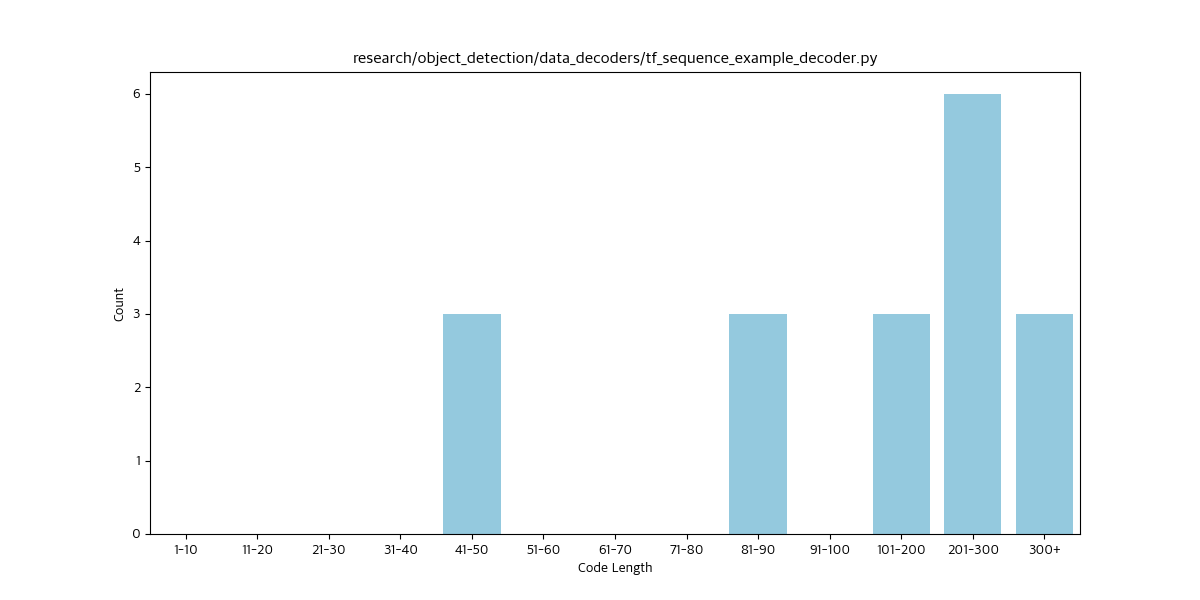 research/object_detection/data_decoders/tf_sequence_example_decoder.py
6
5
4
3
2
1
0
Count
1-10 11-20 21-30 31-40 41-50 51-60 61-70 71-80 81-90 91-100 101-200 201-300 300+
Code Length